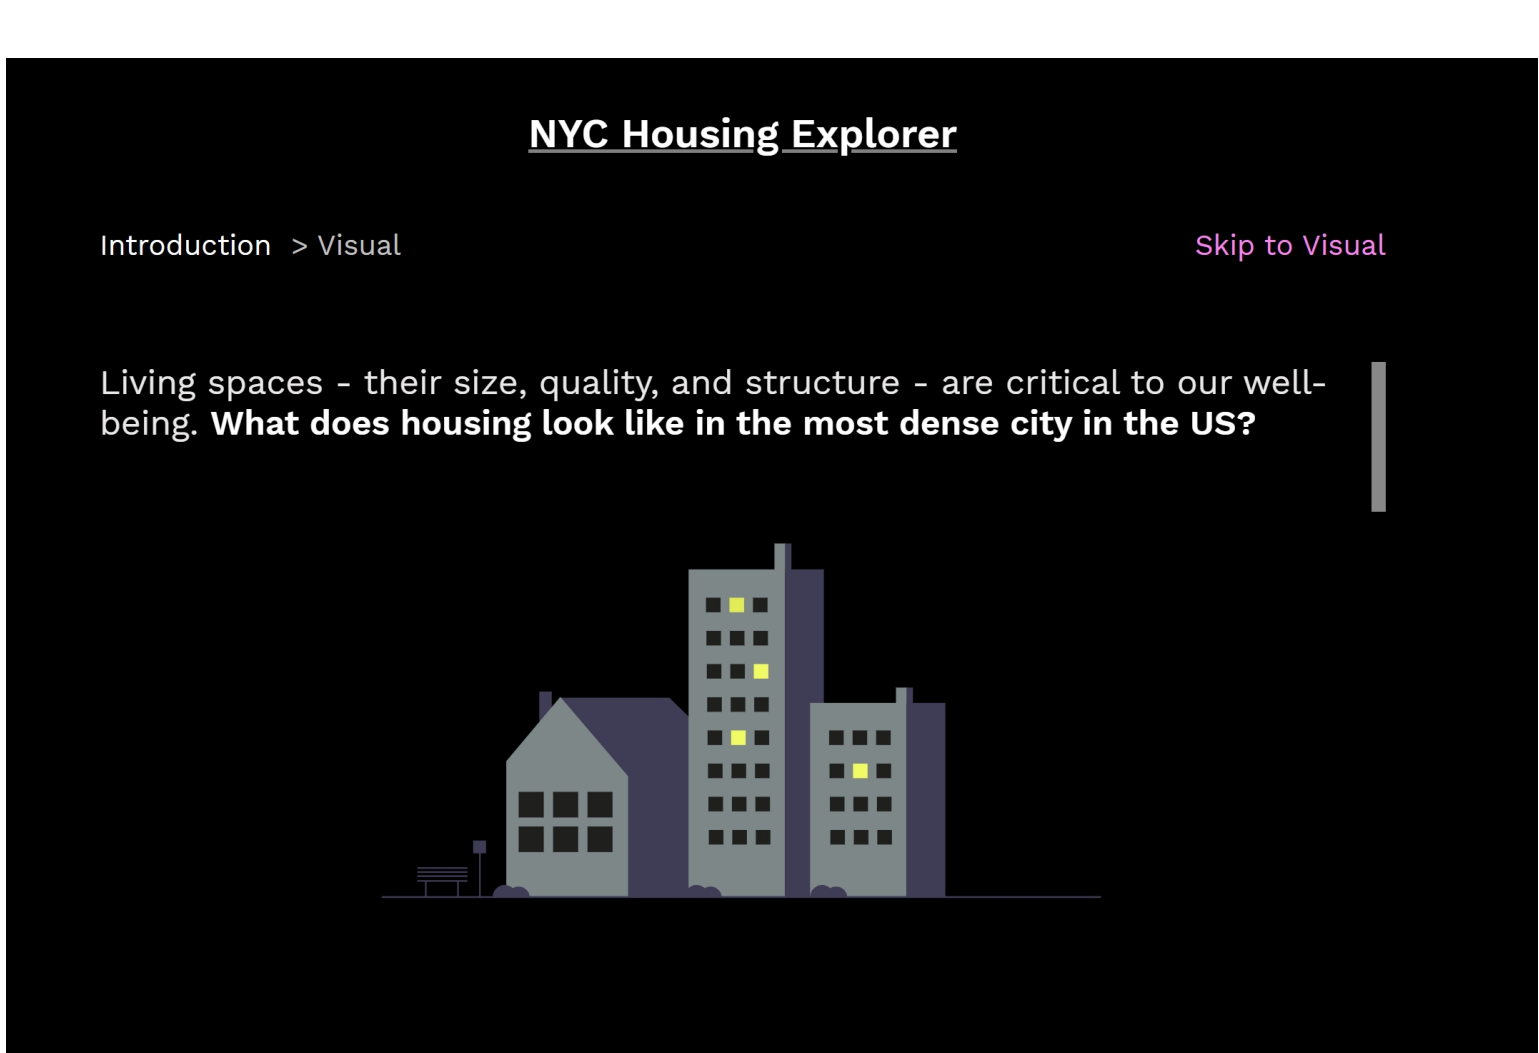 NYC Housing Explorer
Introduction > Visual
Skip to Visual
Living spaces - their size, quality, and structure - are critical to our well-
being. What does housing look like in the most dense city in the US?